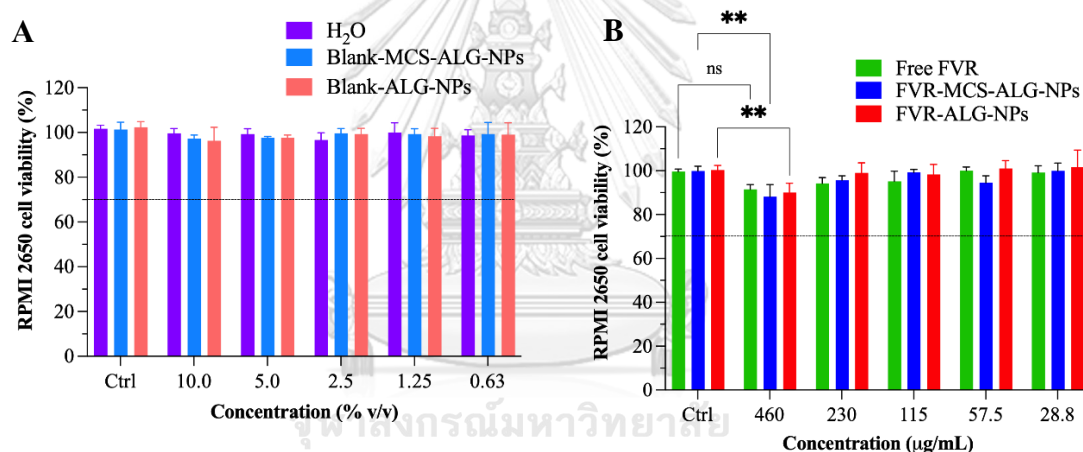 A
H₂O
Blank-MCS-ALG-NPs
Blank-ALG-NPs
RPMI 2650 cell viability (%)
120
100
80
60
40
20
0
Ctrl 10.0 5.0 2.5 1.25 0.63
Concentration (% v/v)
B
**
ns
**
Free FVR
FVR-MCS-ALG-NPs
FVR-ALG-NPs
RPMI 2650 cell viability (%)
120
100
80
60
40
20
0
Ctrl 460 230 115 57.5 28.8
Concentration (µg/mL)
จุฬาลงกรณ์มหาวิทยาลัย